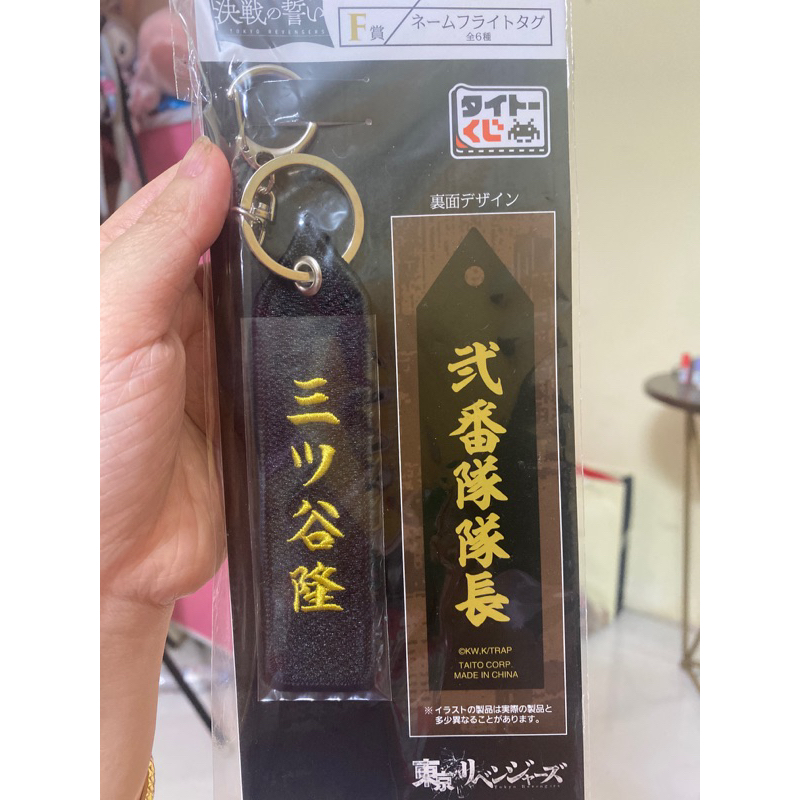 決戦の誓い
TOKYO REVENGERS
F賞 ネームフライトタグ
全6種
タイトー
くじ
裏面デザイン
三ツ谷隆
弐番隊隊長
©KW.K/TRAP
TAITO CORP.
MADE IN CHINA
※イラストの製品は実際の製品と
多少異なることがあります。
東京リベンジャーズ
Tokyo Revengers